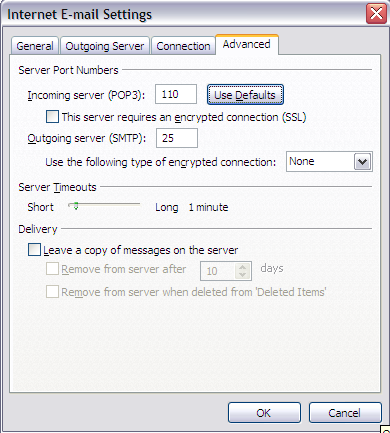 Internet E-mail Settings
General Outgoing Server Connection Advanced
Server Port Numbers
Incoming server (POP3): 110 Use Defaults
This server requires an encrypted connection (SSL)
Outgoing server (SMTP): 25
Use the following type of encrypted connection: None
Server Timeouts
Short Long 1 minute
Delivery
Leave a copy of messages on the server
Remove from server after 10 days
Remove from server when deleted from 'Deleted Items'
OK Cancel